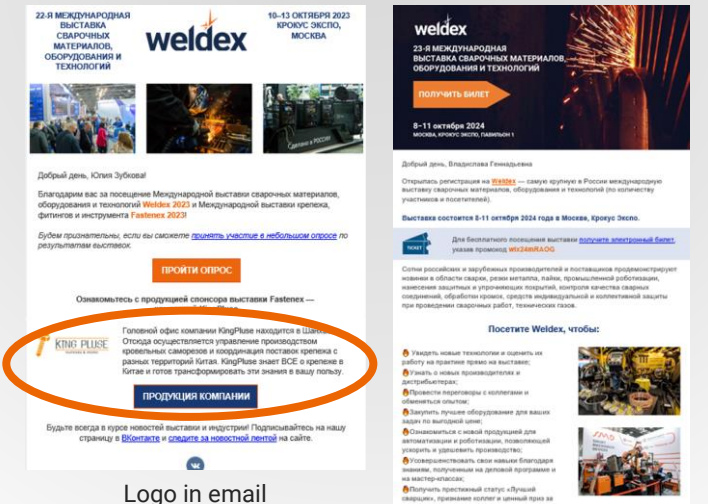 22-Я МЕЖДУНАРОДНАЯ
ВЫСТАВКА
СВАРОЧНЫХ
МАТЕРИАЛОВ,
ОБОРУДОВАНИЯ И
ТЕХНОЛОГИЙ
weldex
10–13 ОКТЯБРЯ 2023
КРОКУС ЭКСПО,
МОСКВА
Сделано в РОССИИ
Добрый день, Юлия Зубкова!
Благодарим вас за посещение Международной выставки сварочных материалов,
оборудования и технологий Weldex 2023 и Международной выставки крепежа,
фитингов и инструмента Fastenex 2023!
Будем признательны, если вы сможете принять участие в небольшом опросе по
результатам выставок.
ПРОЙТИ ОПРОС
Ознакомьтесь с продукцией спонсора выставки Fastenex —
KING PLUSE
Головной офис компании KingPluse находится в
Отсюда осуществляется управление производством
кровельных саморезов и координация поставок крепежа с
разных территорий Китая. KingPluse знает ВСЕ о крепеже в
Китае и готов трансформировать эти знания в вашу пользу.
ПРОДУКЦИЯ КОМПАНИИ
Будьте всегда в курсе новостей выставки и индустрии! Подписывайтесь на нашу
страницу в ВКонтакте и следите за новостной лентой на сайте.
Logo in email
weldex
23-Я МЕЖДУНАРОДНАЯ
ВЫСТАВКА СВАРОЧНЫХ МАТЕРИАЛОВ,
ОБОРУДОВАНИЯ И ТЕХНОЛОГИЙ
ПОЛУЧИТЬ БИЛЕТ
8–11 октября 2024
МОСКВА, КРОКУС ЭКСПО, ПАВИЛЬОН 1
Добрый день, Владислава Геннадьевна
Открылась регистрация на Weldex — самую крупную в России международную
выставку сварочных материалов, оборудования и технологий (по количеству
участников и посетителей).
Выставка состоится 8-11 октября 2024 года в Москве, Крокус Экспо.
TICKET
Для бесплатного посещения выставки получите электронный билет,
указав промокод wlx24mRAOG
Сотни российских и зарубежных производителей и поставщиков продемонстрируют
новинки в области сварки, резки металла, пайки, промышленной роботизации,
нанесения защитных и упрочняющих покрытий, контроля качества сварных
соединений, обработки кромок, средств индивидуальной и коллективной защиты
при проведении сварочных работ, технических газов.
Посетите Weldex, чтобы:
Увидеть новые технологии и оценить их
работу на практике прямо на выставке;
Узнать о новых производителях и
дистрибьютерах;
Провести переговоры с коллегами и
обменяться опытом;
Закупить лучшее оборудование для ваших
задач по выгодной цене;
Ознакомиться с новой продукцией для
автоматизации и роботизации, позволяющей
ускорить и удешевить производство;
Усовершенствовать свои навыки благодаря
знаниям, полученным на деловой программе и
на мастер-классах;
Получить престижный статус «Лучший
сварщик», признание коллег и ценный приз за